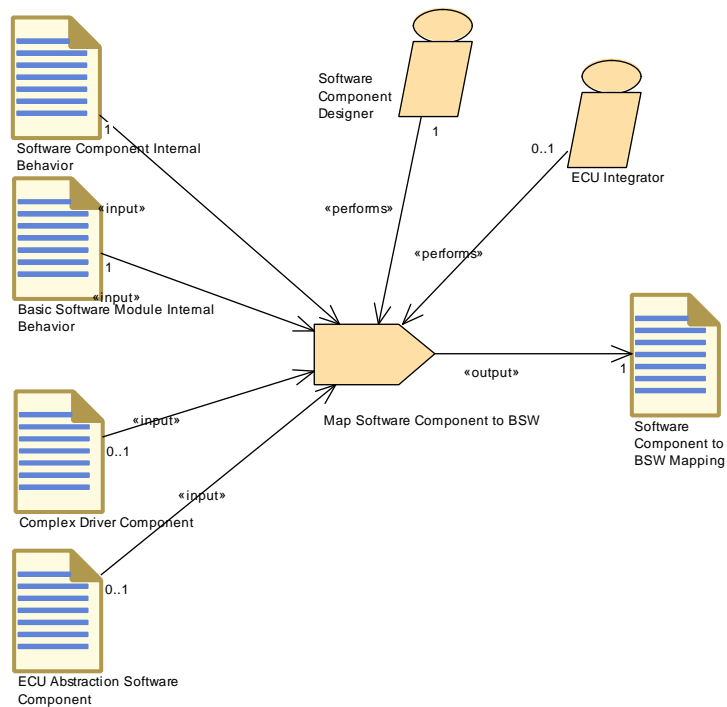 Software
Component
Designer
1
0..1
ECU Integrator
1
Software Component Internal
Behavior
«input»
«performs»
«performs»
1
«input»
Basic Software Module Internal
Behavior
«output»
1
Map Software Component to BSW
Software
Component to
BSW Mapping
«input»
0..1
Complex Driver Component
«input»
0..1
ECU Abstraction Software
Component